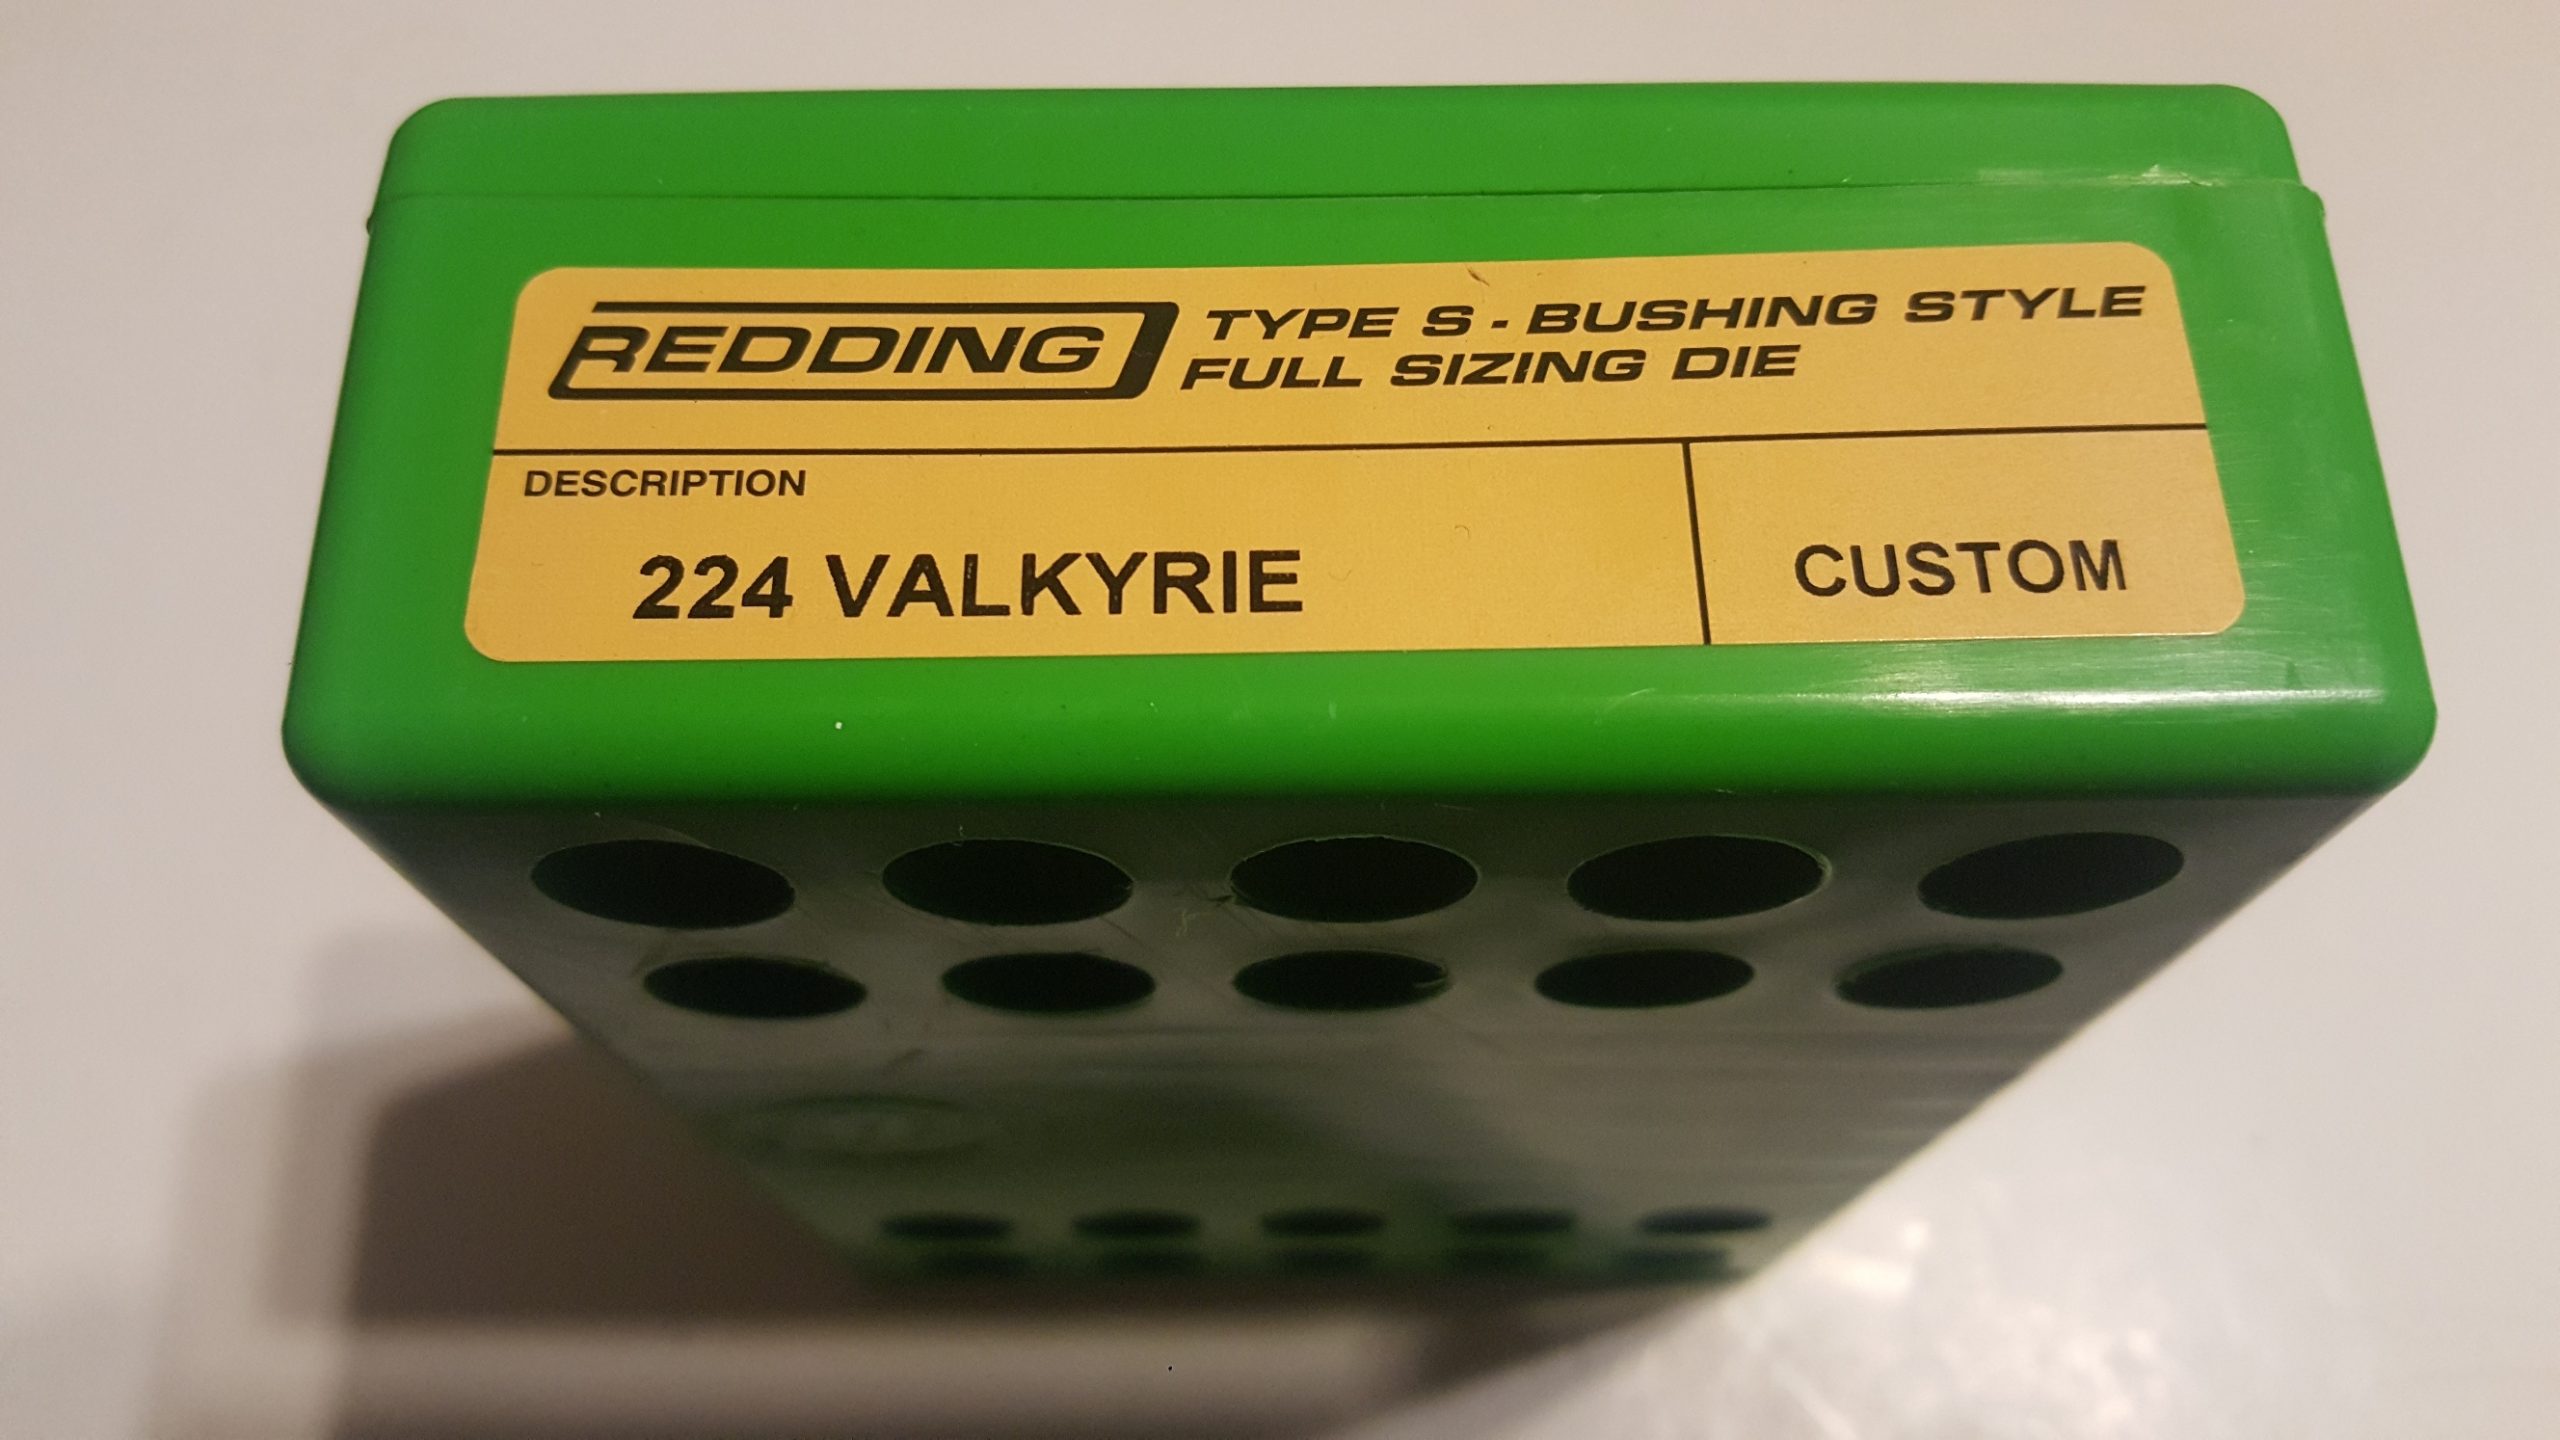 REDDING TYPE S - BUSHING STYLE
FULL SIZING DIE
DESCRIPTION
224 VALKYRIE CUSTOM